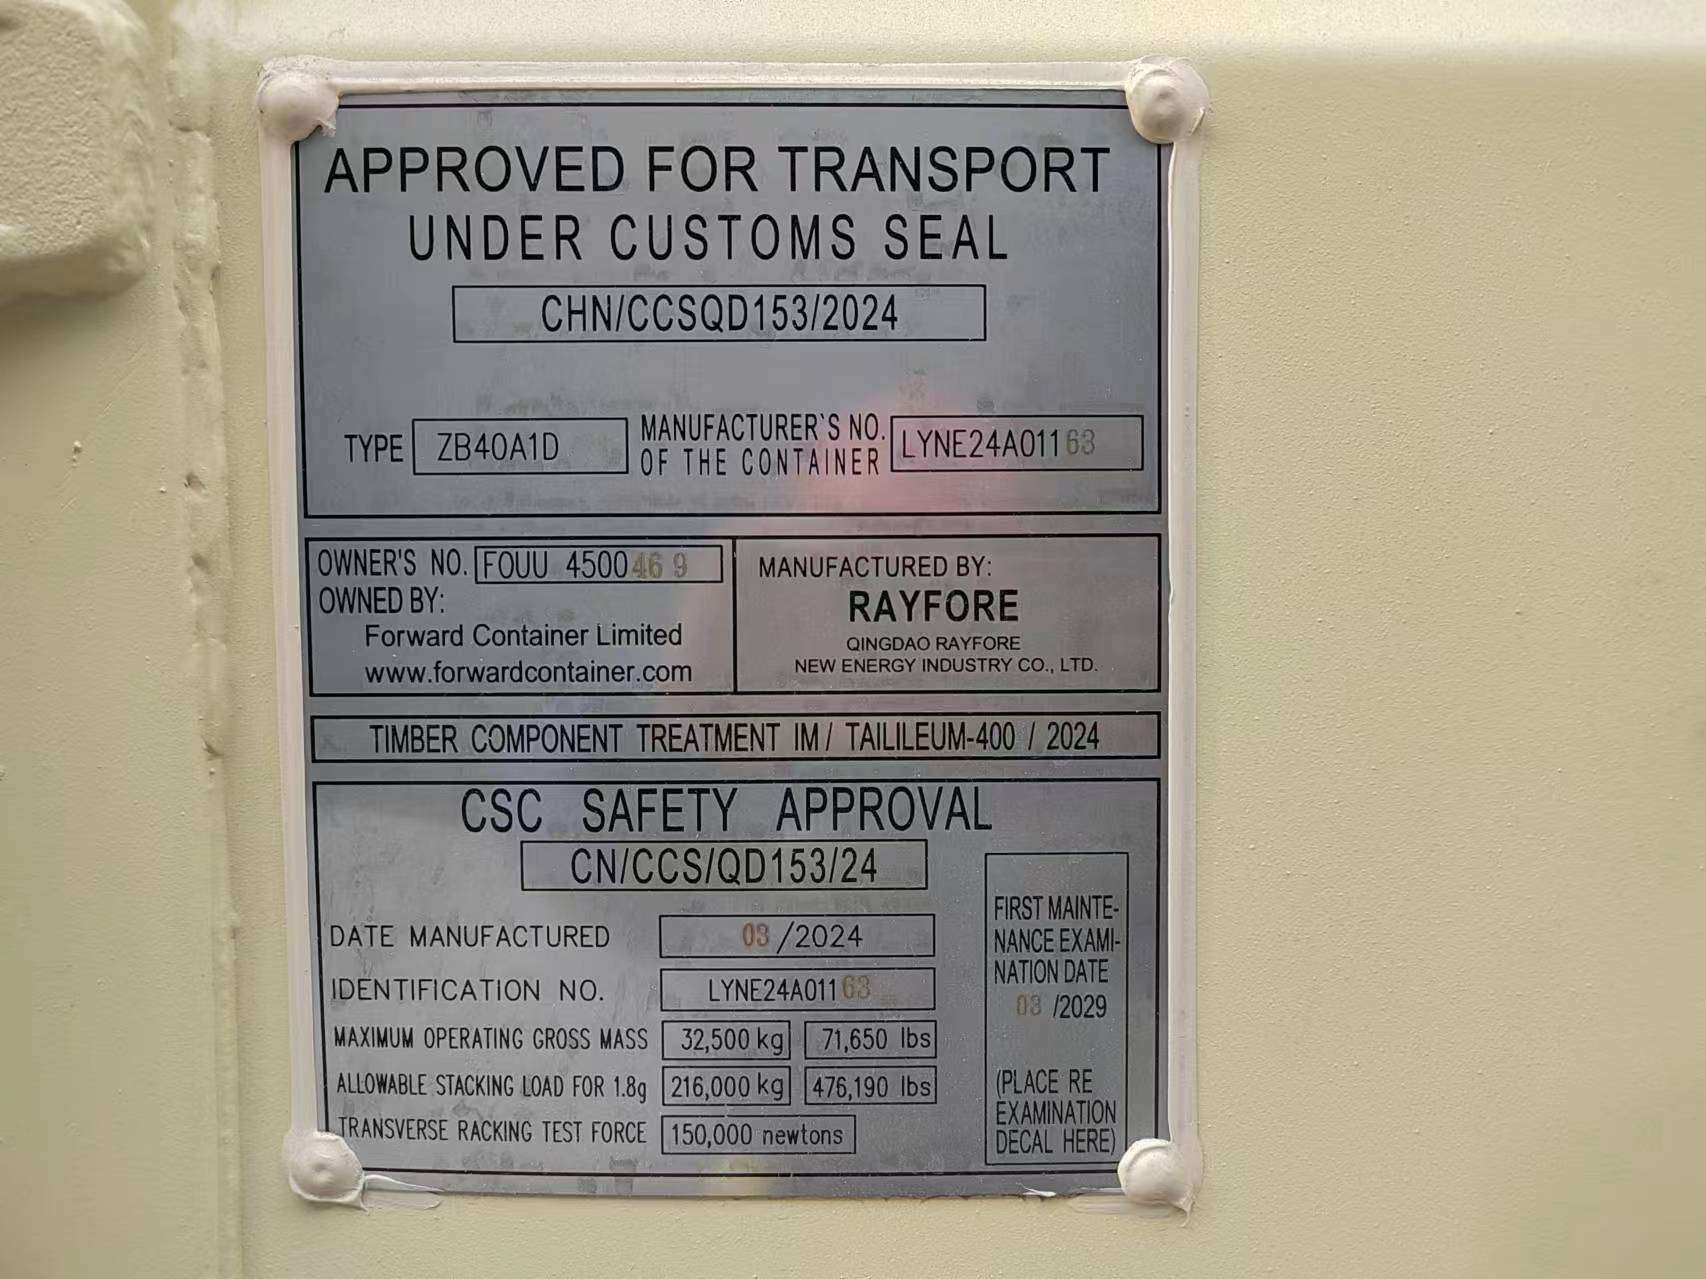 APPROVED FOR TRANSPORT
UNDER CUSTOMS SEAL
CHN/CCSQD153/2024
TYPE ZB40A1D
MANUFACTURER`S NO.
OF THE CONTAINER
LYNE24A01163
OWNER'S NO. FOUU 450046 9
OWNED BY:
Forward Container Limited
www.forwardcontainer.com
MANUFACTURED BY:
RAYFORE
QINGDAO RAYFORE
NEW ENERGY INDUSTRY CO., LTD.
TIMBER COMPONENT TREATMENT IM / TAILILEUM-400 / 2024
CSC SAFETY APPROVAL
CN/CCS/QD153/24
DATE MANUFACTURED 03 /2024
IDENTIFICATION NO. LYNE24A01163
MAXIMUM OPERATING GROSS MASS 32,500 kg 71,650 lbs
ALLOWABLE STACKING LOAD FOR 1.8g 216,000 kg 476,190 lbs
TRANSVERSE RACKING TEST FORCE 150,000 newtons
FIRST MAINTE-
NANCE EXAMI-
NATION DATE
03 /2029
(PLACE RE
EXAMINATION
DECAL HERE)